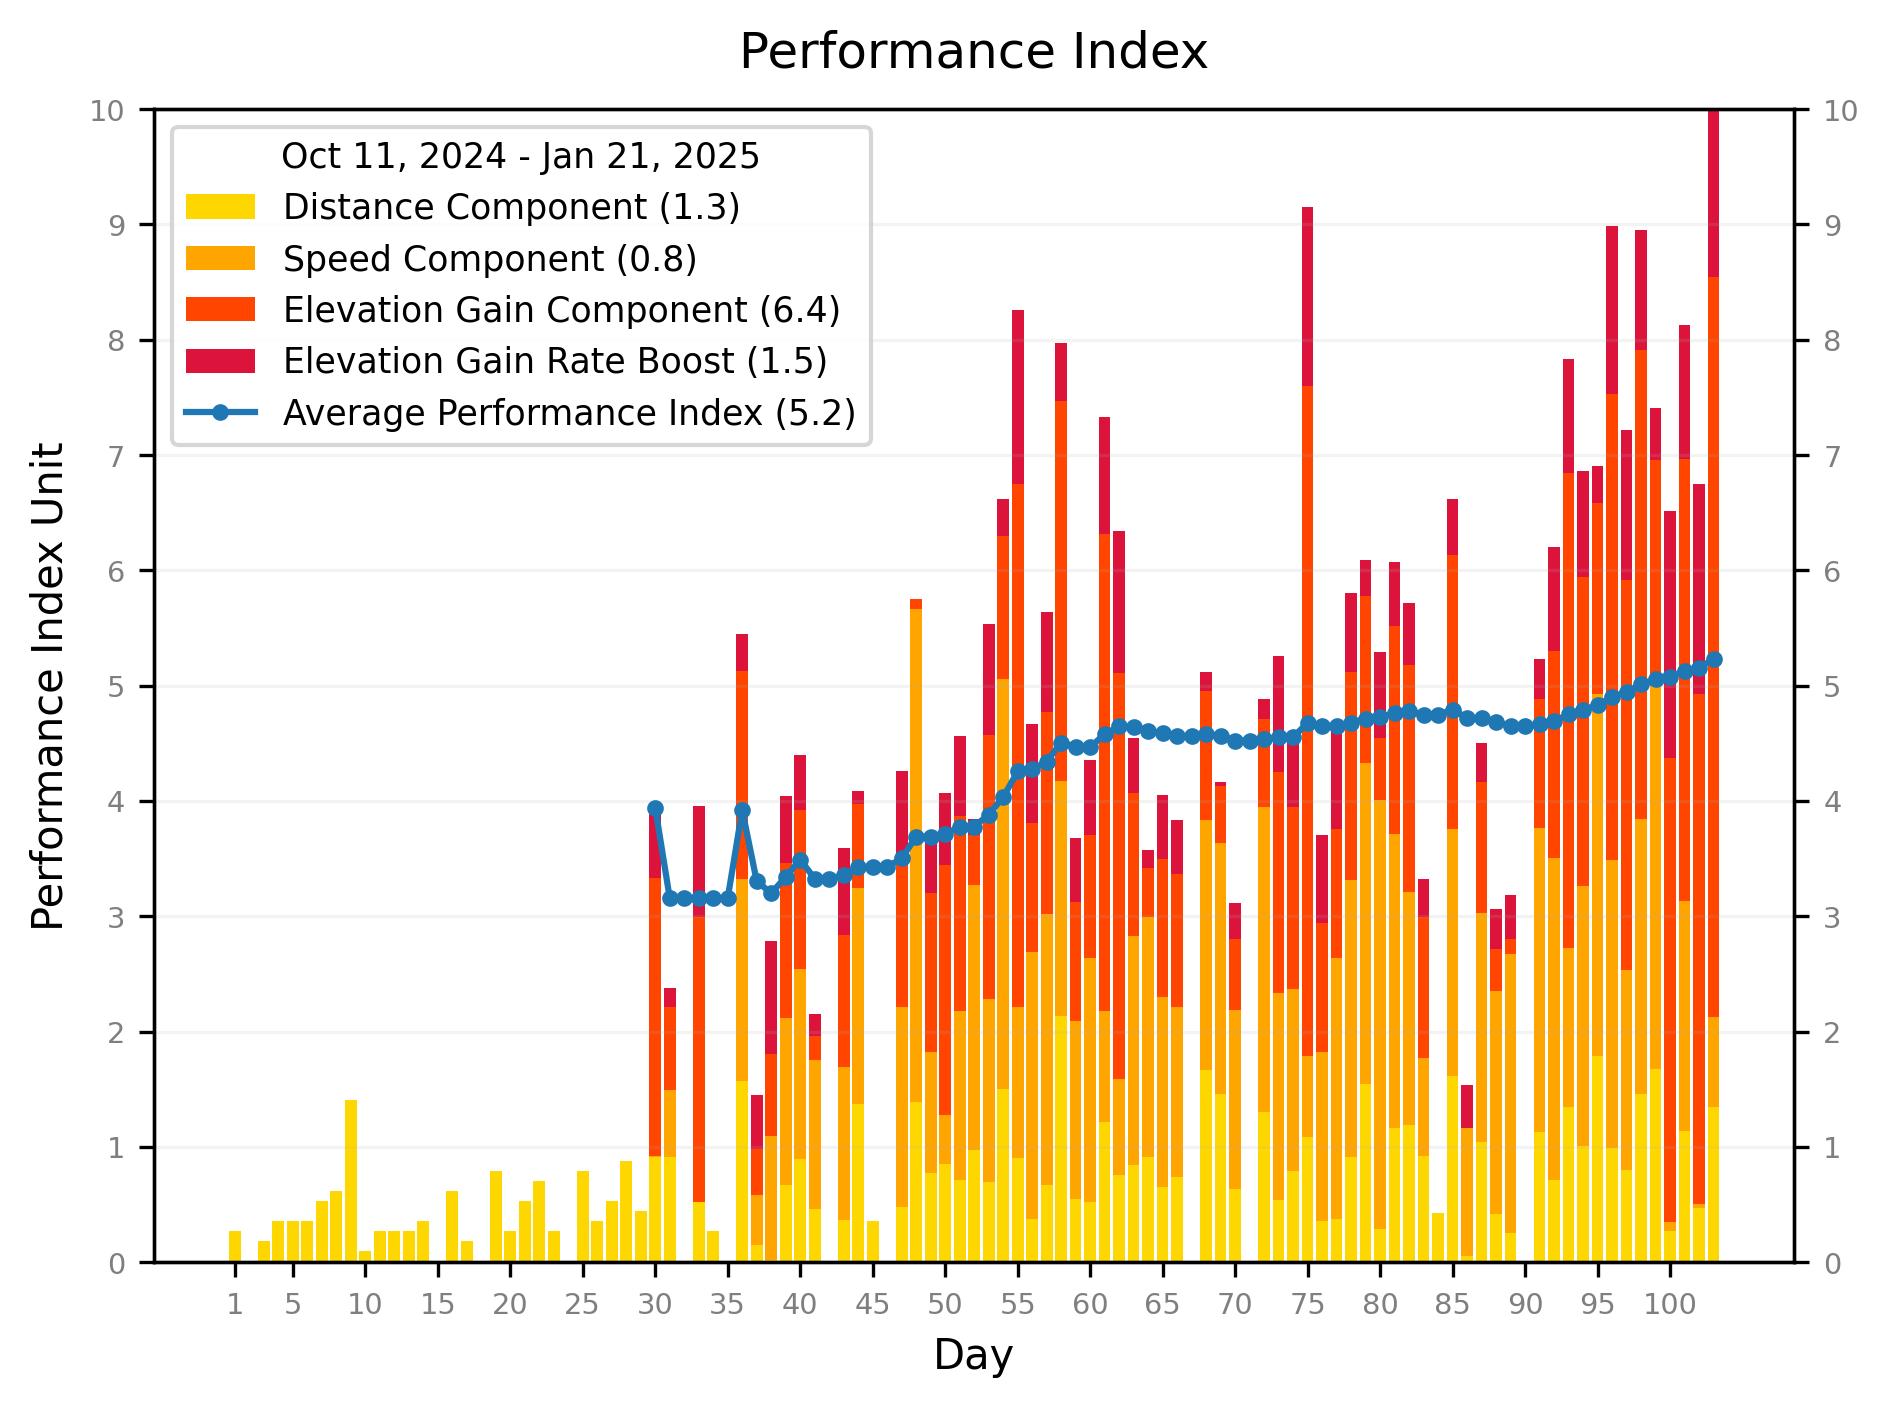 Performance Index
Oct 11, 2024 - Jan 21, 2025
Distance Component (1.3)
Speed Component (0.8)
Elevation Gain Component (6.4)
Elevation Gain Rate Boost (1.5)
Average Performance Index (5.2)
Performance Index Unit
10
9
8
7
6
5
4
3
2
1
0
10
9
8
7
6
5
4
3
2
1
0
1 5 10 15 20 25 30 35 40 45 50 55 60 65 70 75 80 85 90 95 100
Day